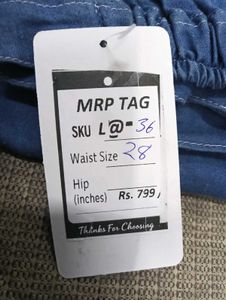 MRP TAG
SKU L@-36
Waist Size 28
Hip
(inches) Rs. 799/
Thanks For Choosing